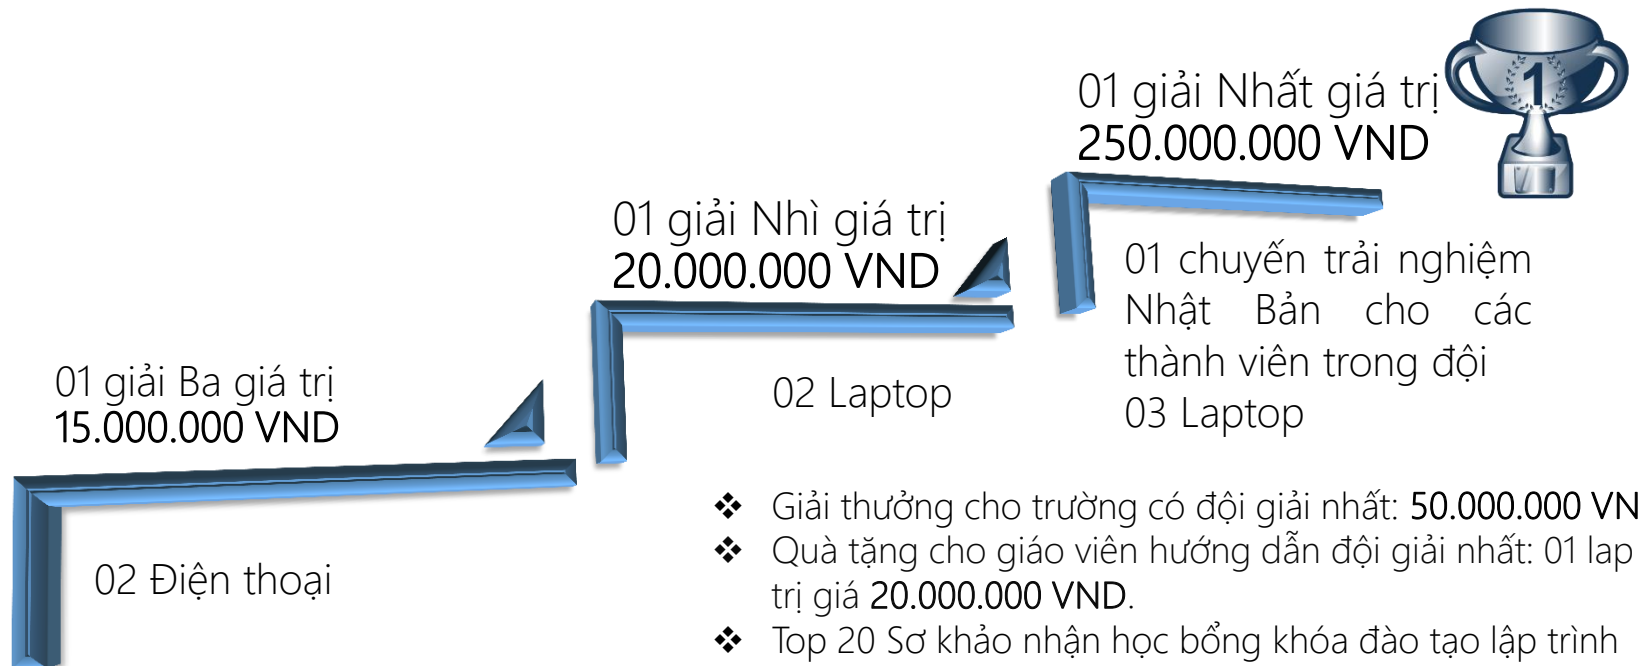 1
01 giải Nhất giá trị
250.000.000 VND
01 chuyến trải nghiệm
Nhật Bản cho các
thành viên trong đội
03 Laptop
01 giải Nhì giá trị
20.000.000 VND
02 Laptop
01 giải Ba giá trị
15.000.000 VND
02 Điện thoại
❖ Giải thưởng cho trường có đội giải nhất: 50.000.000 VN
❖ Quà tặng cho giáo viên hướng dẫn đội giải nhất: 01 lap
trị giá 20.000.000 VND.
❖ Top 20 Sơ khảo nhận học bổng khóa đào tạo lập trình